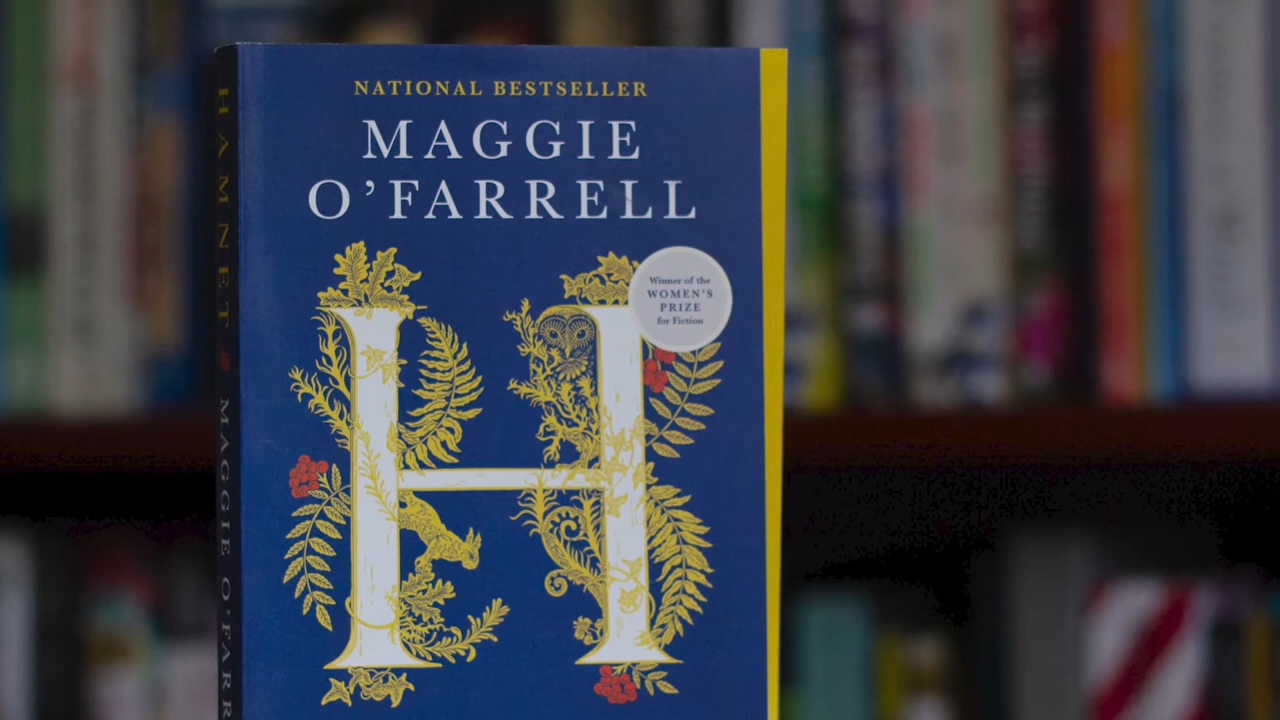 NATIONAL BESTSELLER
MAGGIE
O'FARRELL
Winner of the
WOMEN'S
PRIZE
for Fiction
H
HAMNET MAGGIE O'FARR